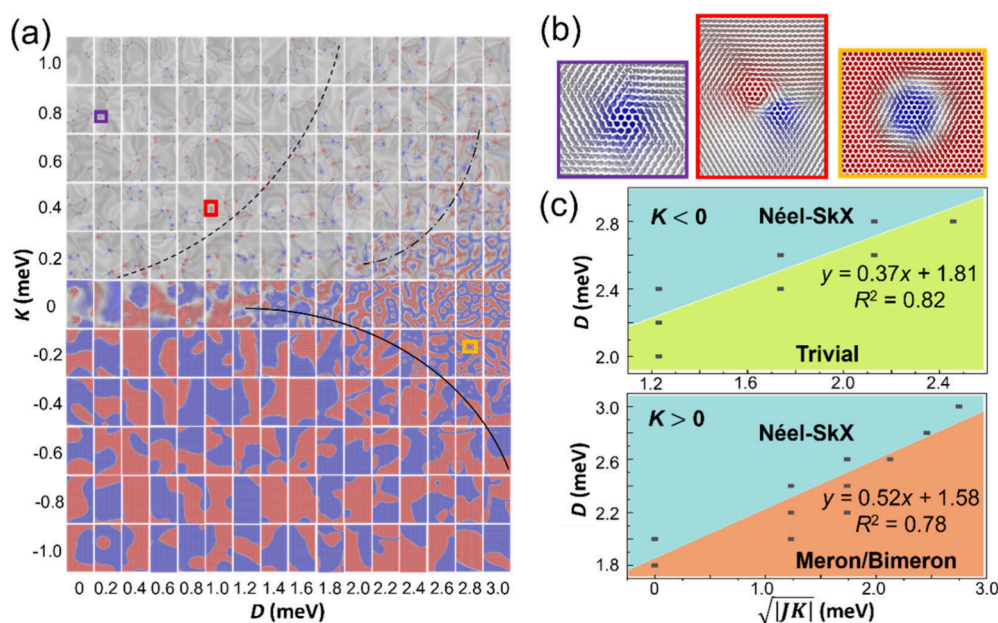 (a)
K (meV)
1.0
0.8
0.6
0.4
0.2
0
-0.2
-0.4
-0.6
-0.8
-1.0
0 0.2 0.4 0.6 0.8 1.0 1.2 1.4 1.6 1.8 2.0 2.2 2.4 2.6 2.8 3.0
D (meV)
(b)
(c)
D (meV)
2.8
2.4
2.0
K < 0
Néel-SkX
y = 0.37x + 1.81
R² = 0.82
Trivial
1.2 1.6 2.0 2.4
D (meV)
3.0
2.6
2.2
1.8
K > 0
Néel-SkX
y = 0.52x + 1.58
R² = 0.78
Meron/Bimeron
0 1.0 2.0 3.0
√|JK| (meV)